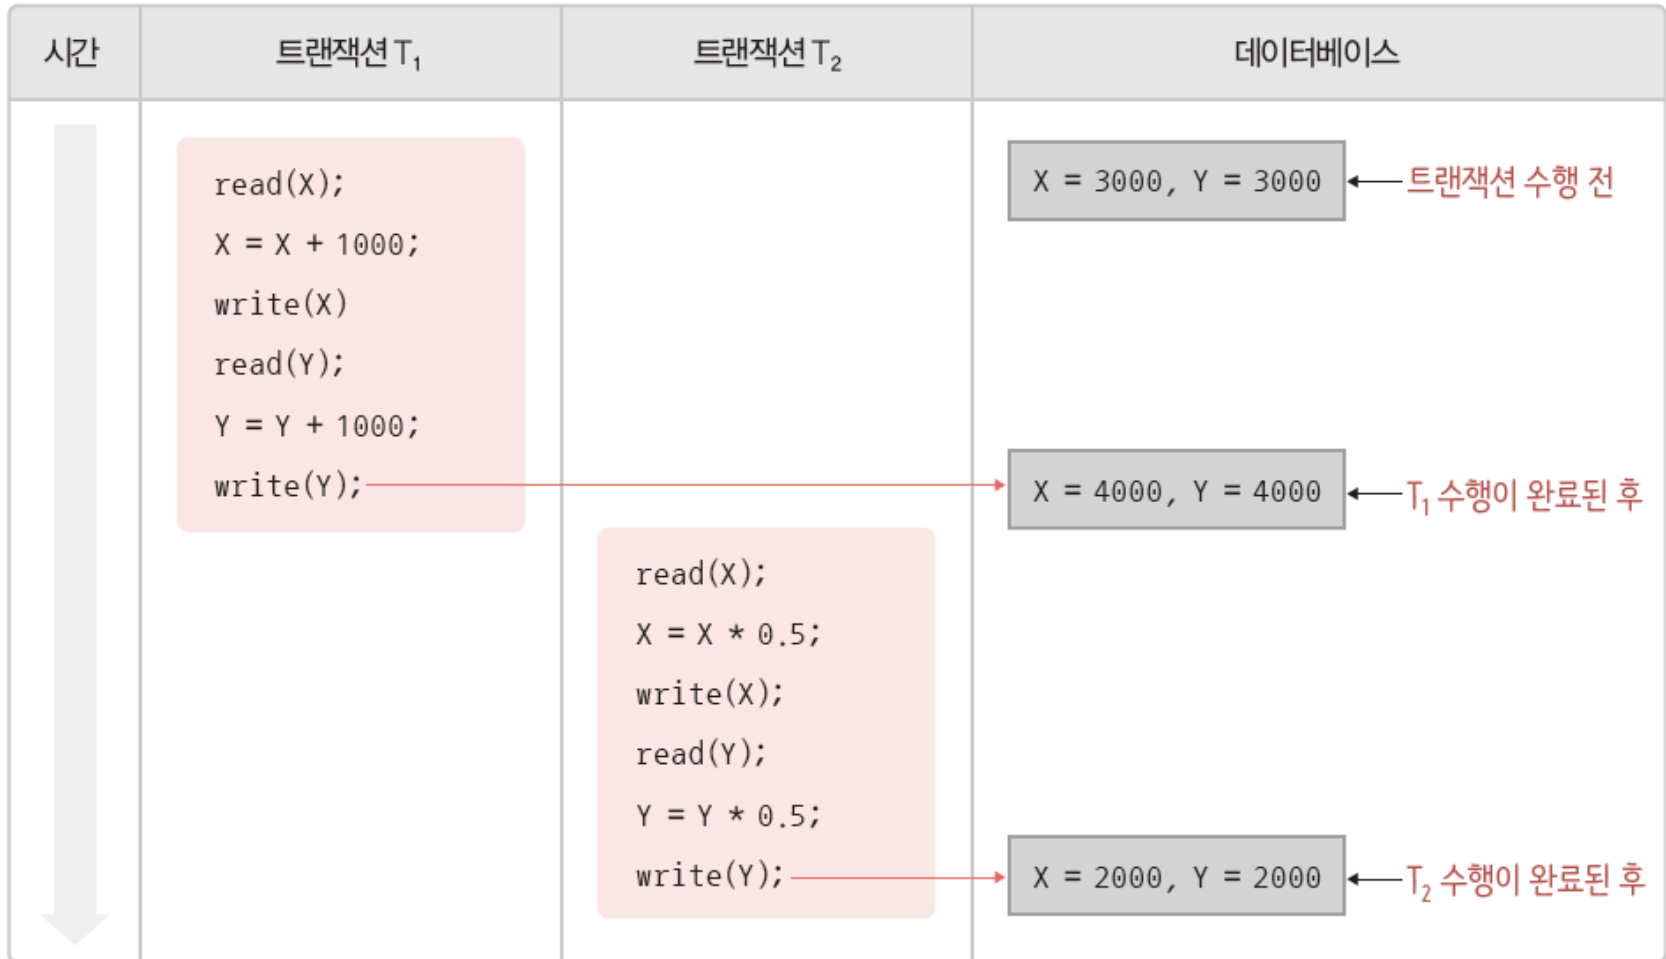 시간 트랜잭션 T₁ 트랜잭션 T₂ 데이터베이스
read(X); X = 3000, Y = 3000 트랜잭션 수행 전
X = X + 1000;
write(X)
read(Y);
Y = Y + 1000;
write(Y); X = 4000, Y = 4000 T₁ 수행이 완료된 후
read(X);
X = X * 0.5;
write(X);
read(Y);
Y = Y * 0.5;
write(Y); X = 2000, Y = 2000 T₂ 수행이 완료된 후